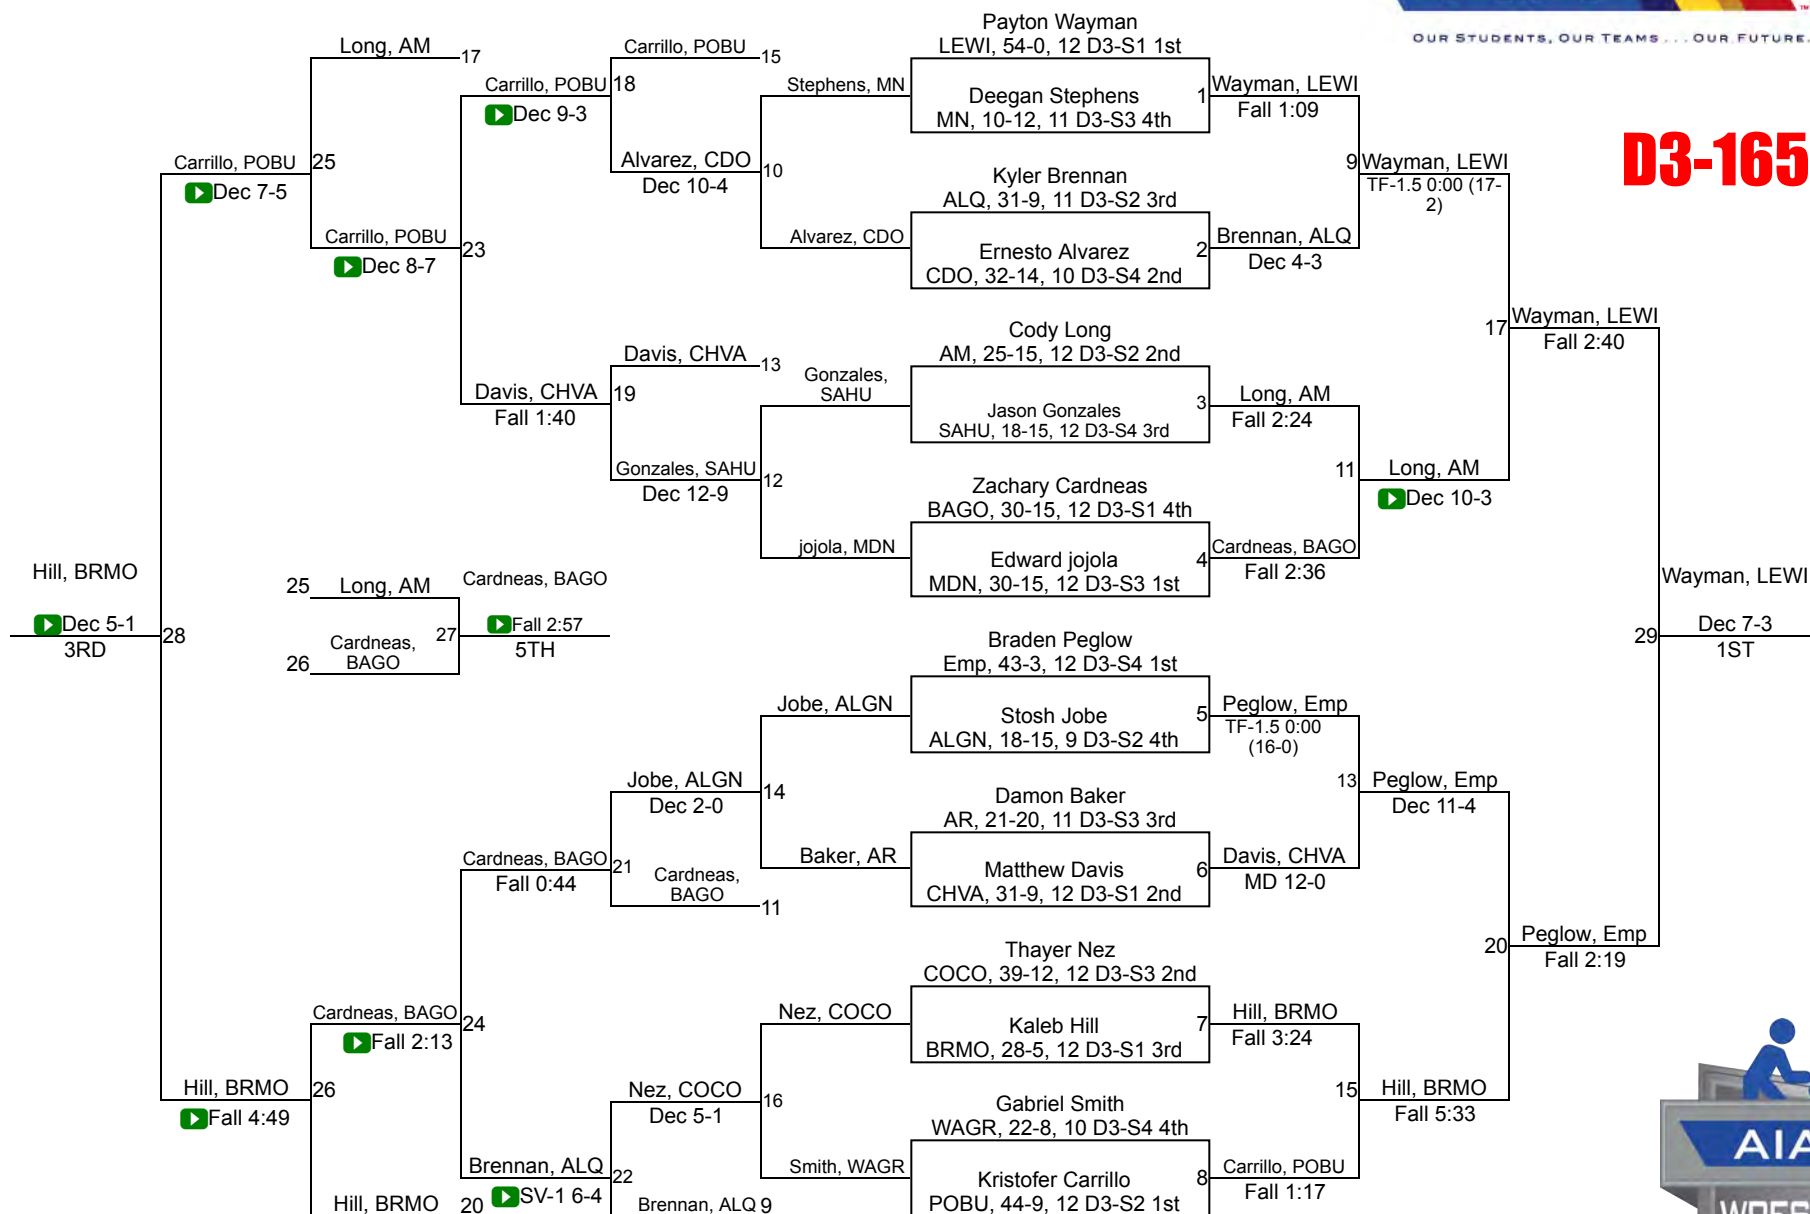 OUR STUDENTS, OUR TEAMS . . . OUR FUTURE.
D3-165
Payton Wayman
LEWI, 54-0, 12 D3-S1 1st
Deegan Stephens
MN, 10-12, 11 D3-S3 4th
1
Kyler Brennan
ALQ, 31-9, 11 D3-S2 3rd
Ernesto Alvarez
CDO, 32-14, 10 D3-S4 2nd
2
Cody Long
AM, 25-15, 12 D3-S2 2nd
Jason Gonzales
SAHU, 18-15, 12 D3-S4 3rd
3
Zachary Cardneas
BAGO, 30-15, 12 D3-S1 4th
Edward jojola
MDN, 30-15, 12 D3-S3 1st
4
Braden Peglow
Emp, 43-3, 12 D3-S4 1st
Stosh Jobe
ALGN, 18-15, 9 D3-S2 4th
5
Damon Baker
AR, 21-20, 11 D3-S3 3rd
Matthew Davis
CHVA, 31-9, 12 D3-S1 2nd
6
Thayer Nez
COCO, 39-12, 12 D3-S3 2nd
Kaleb Hill
BRMO, 28-5, 12 D3-S1 3rd
7
Gabriel Smith
WAGR, 22-8, 10 D3-S4 4th
Kristofer Carrillo
POBU, 44-9, 12 D3-S2 1st
8
Wayman, LEWI
Fall 1:09
Brennan, ALQ
Dec 4-3
Long, AM
Fall 2:24
Cardneas, BAGO
Fall 2:36
Peglow, Emp
TF-1.5 0:00
(16-0)
Davis, CHVA
MD 12-0
Hill, BRMO
Fall 3:24
Carrillo, POBU
Fall 1:17
9
Wayman, LEWI
TF-1.5 0:00 (17-
2)
11
Long, AM
Dec 10-3
13
Peglow, Emp
Dec 11-4
15
Hill, BRMO
Fall 5:33
17
Wayman, LEWI
Fall 2:40
20
Peglow, Emp
Fall 2:19
29
Wayman, LEWI
Dec 7-3
1ST
Stephens, MN
Alvarez, CDO
Gonzales,
SAHU
jojola, MDN
Jobe, ALGN
Baker, AR
Nez, COCO
Smith, WAGR
Carrillo, POBU
15
Alvarez, CDO
Dec 10-4
10
Davis, CHVA
13
Gonzales, SAHU
Dec 12-9
12
Jobe, ALGN
Dec 2-0
14
Cardneas,
BAGO
11
Nez, COCO
Dec 5-1
16
Brennan, ALQ
9
Carrillo, POBU
Dec 9-3
18
Davis, CHVA
Fall 1:40
19
Cardneas, BAGO
Fall 0:44
21
Brennan, ALQ
SV-1 6-4
22
Long, AM
17
Carrillo, POBU
Dec 8-7
23
Cardneas, BAGO
Fall 2:13
24
Hill, BRMO
20
Carrillo, POBU
Dec 7-5
25
Hill, BRMO
Fall 4:49
26
Hill, BRMO
Dec 5-1
3RD
28
25
Long, AM
26
Cardneas,
BAGO
27
Cardneas, BAGO
Fall 2:57
5TH
AIA